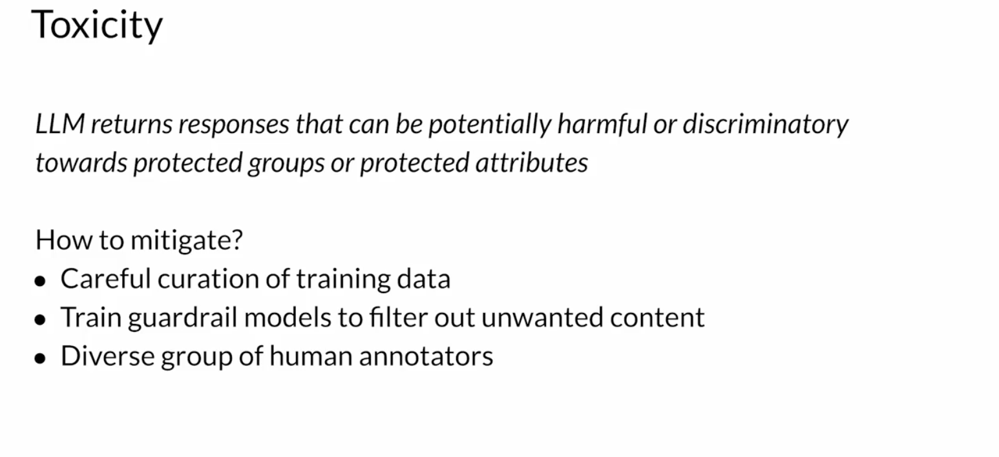 Toxicity
LLM returns responses that can be potentially harmful or discriminatory
towards protected groups or protected attributes
How to mitigate?
• Careful curation of training data
• Train guardrail models to filter out unwanted content
• Diverse group of human annotators